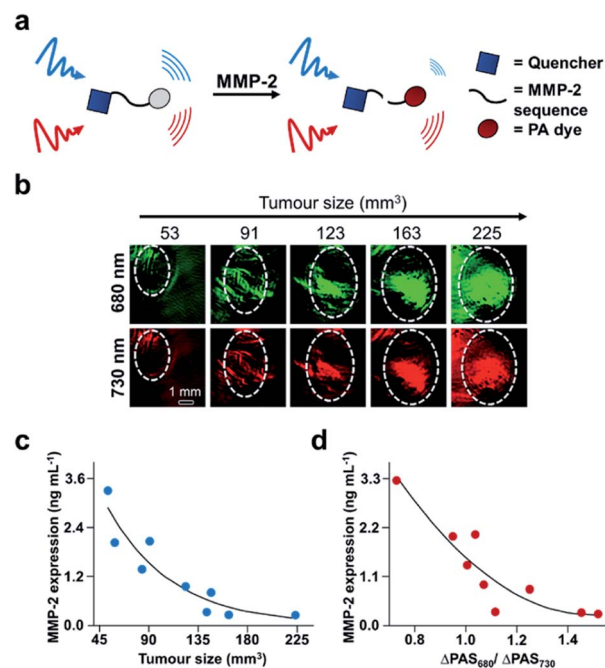 a
MMP-2
= Quencher
= MMP-2
sequence
= PA dye
b
Tumour size (mm³)
53 91 123 163 225
680 nm
730 nm
1 mm
c
MMP-2 expression (ng mL⁻¹)
3.6
2.4
1.2
0.0
45 90 135 180 225
Tumour size (mm³)
d
MMP-2 expression (ng mL⁻¹)
3.3
2.2
1.1
0.0
0.8 1.0 1.2 1.4
ΔPAS₆₈₀/ ΔPAS₇₃₀